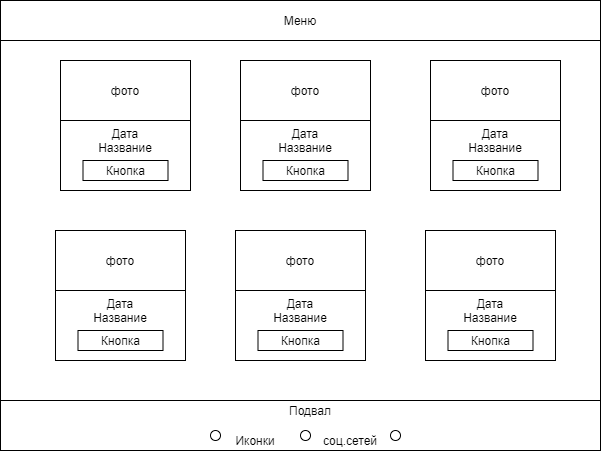 Меню
фото
фото
фото
Дата
Название
Кнопка
Дата
Название
Кнопка
Дата
Название
Кнопка
фото
фото
фото
Дата
Название
Кнопка
Дата
Название
Кнопка
Дата
Название
Кнопка
Подвал
Иконки
соц.сетей